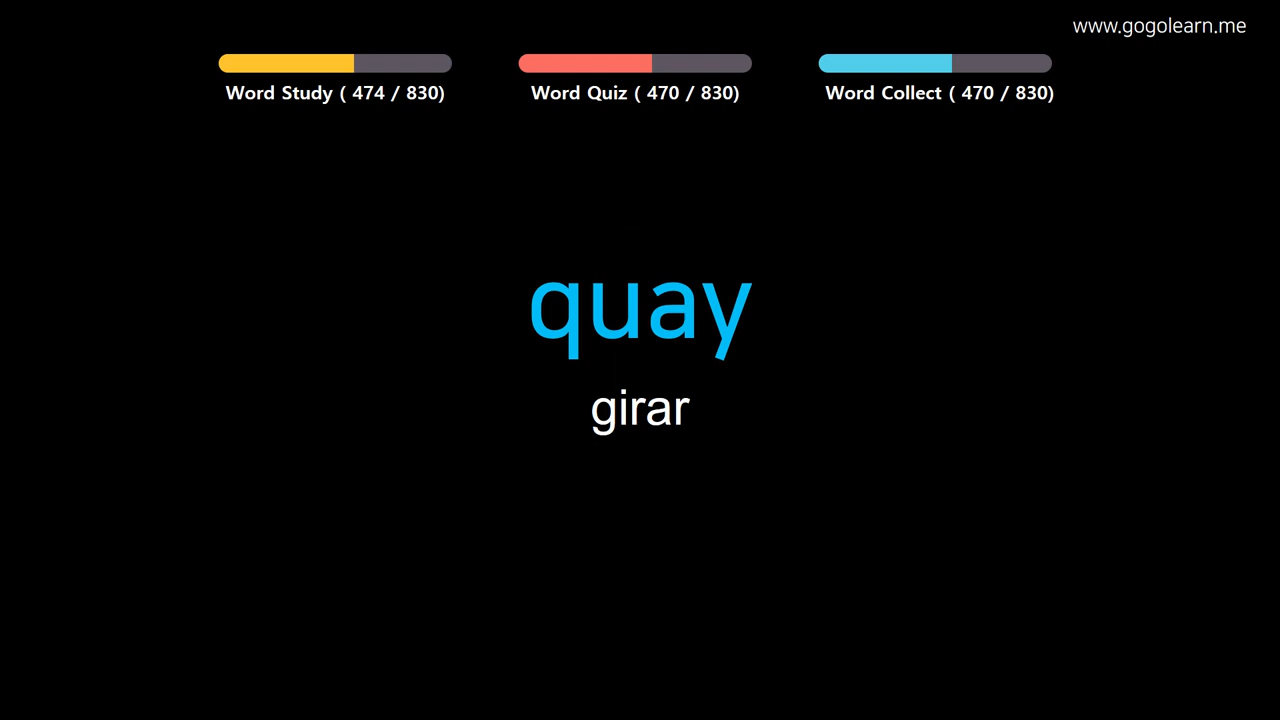 www.gogolearn.me
Word Study ( 474 / 830)
Word Quiz ( 470 / 830)
Word Collect ( 470 / 830)
quay
girar